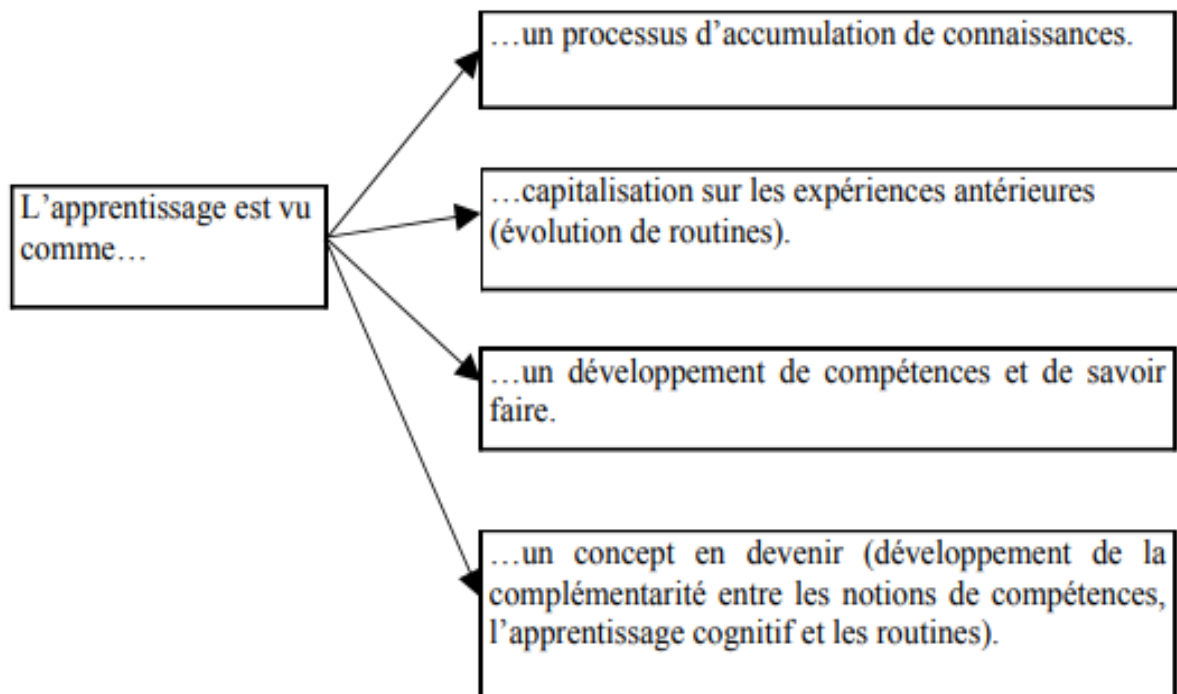 …un processus d’accumulation de connaissances.
L’apprentissage est vu
comme…
…capitalisation sur les expériences antérieures
(évolution de routines).
…un développement de compétences et de savoir
faire.
…un concept en devenir (développement de la
complémentarité entre les notions de compétences,
l’apprentissage cognitif et les routines).